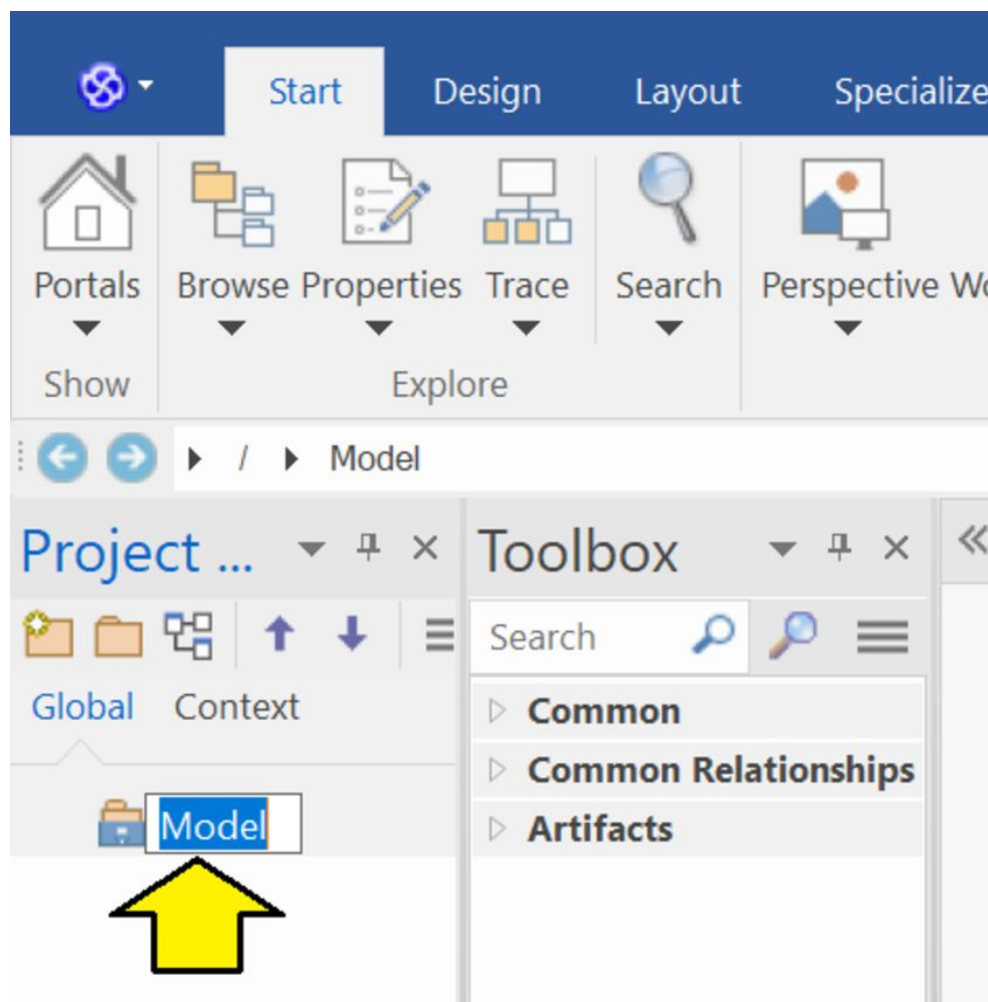 Start Design Layout Specialize
Portals Browse Properties Trace Search Perspective
Show Explore
/ Model
Project ... Toolbox
Search
Global Context
Common
Common Relationships
Model
Artifacts